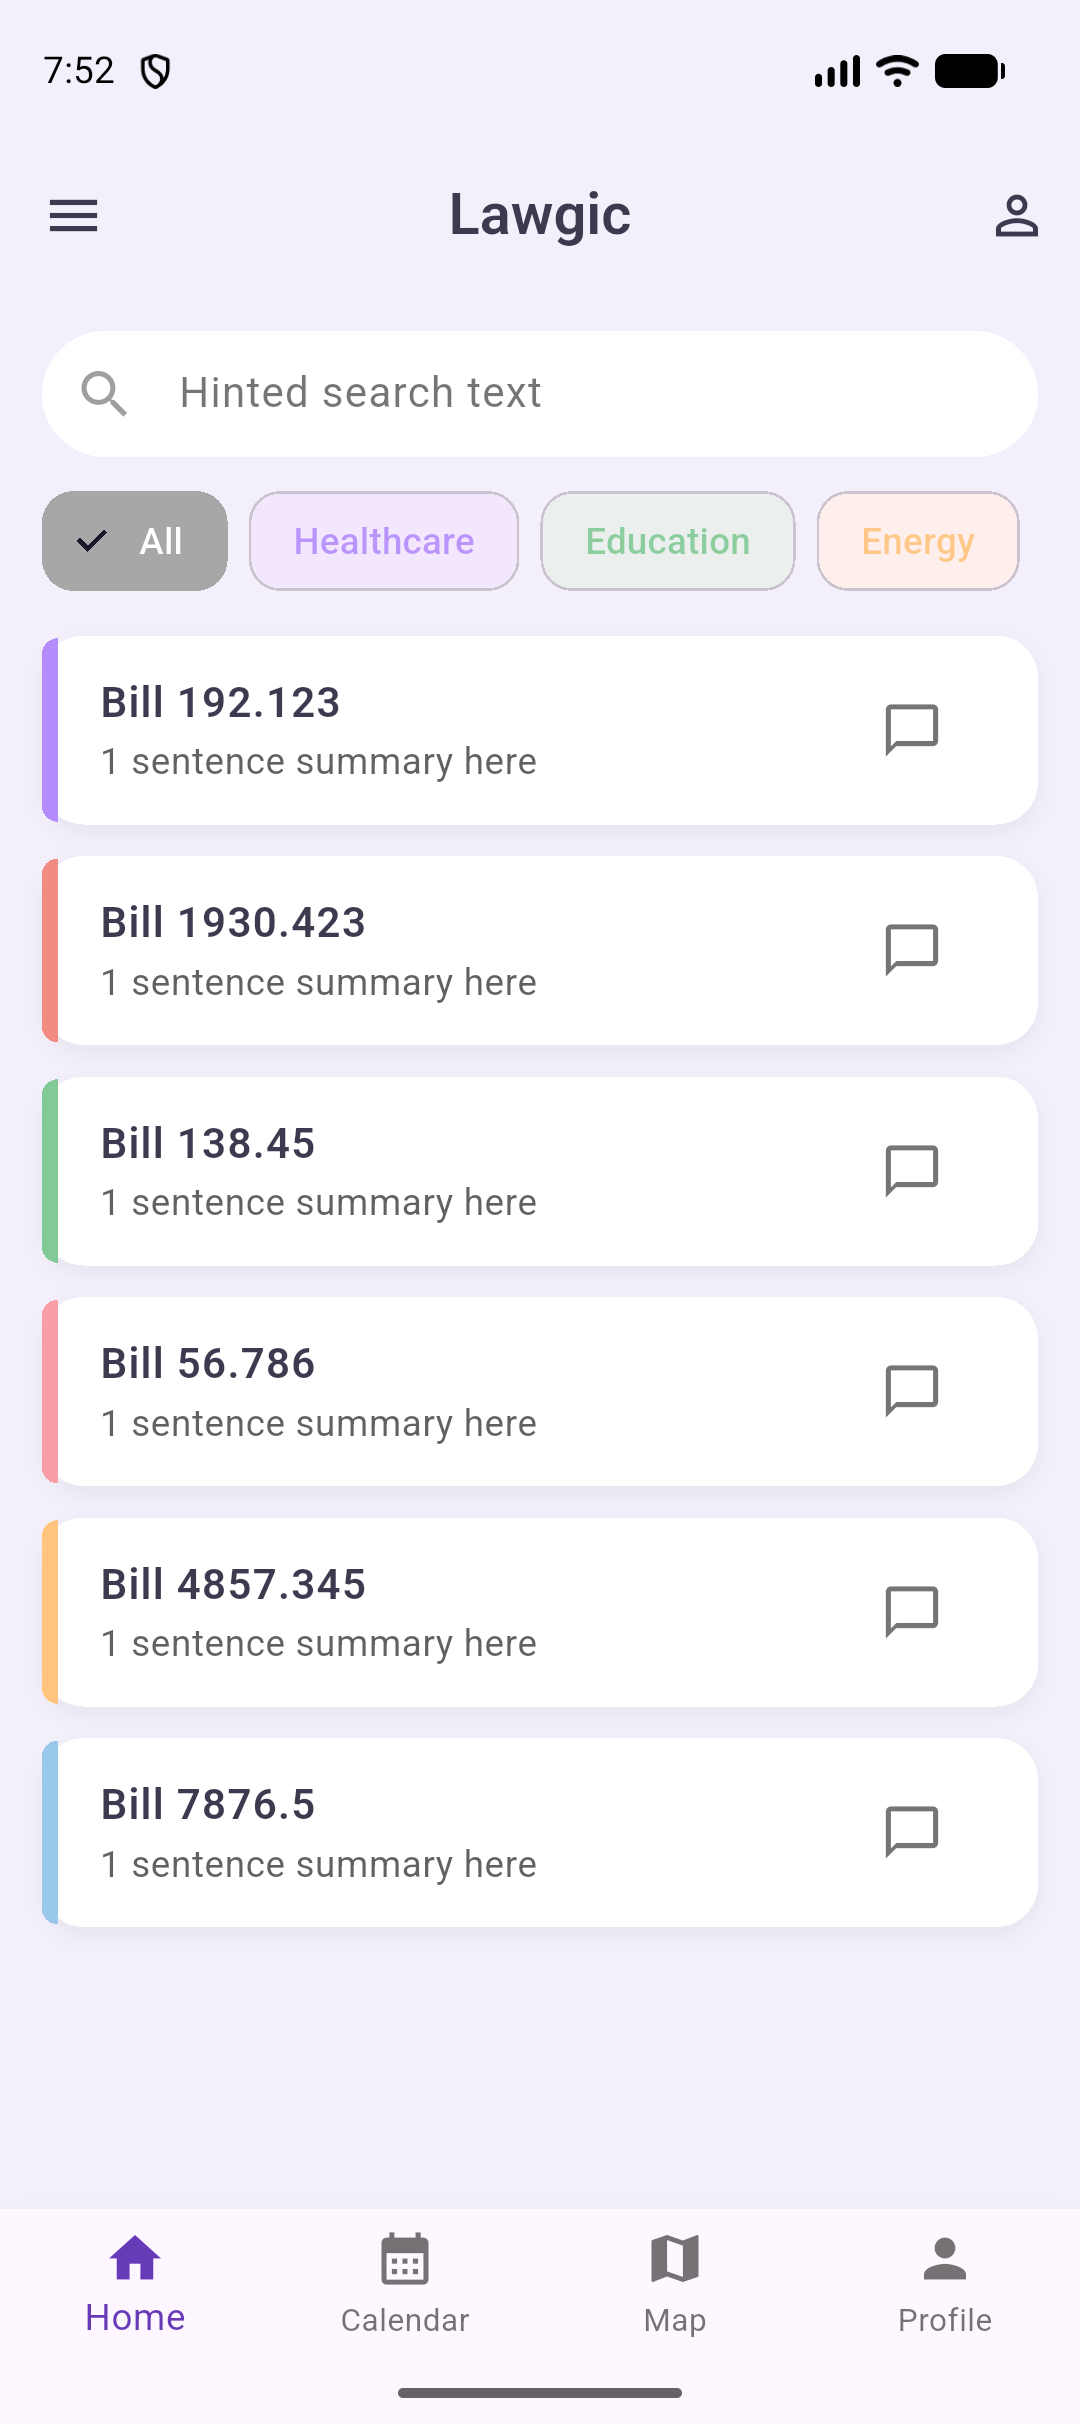 7:52
Lawgic
Hinted search text
All
Healthcare
Education
Energy
Bill 192.123
1 sentence summary here
Bill 1930.423
1 sentence summary here
Bill 138.45
1 sentence summary here
Bill 56.786
1 sentence summary here
Bill 4857.345
1 sentence summary here
Bill 7876.5
1 sentence summary here
Home
Calendar
Map
Profile